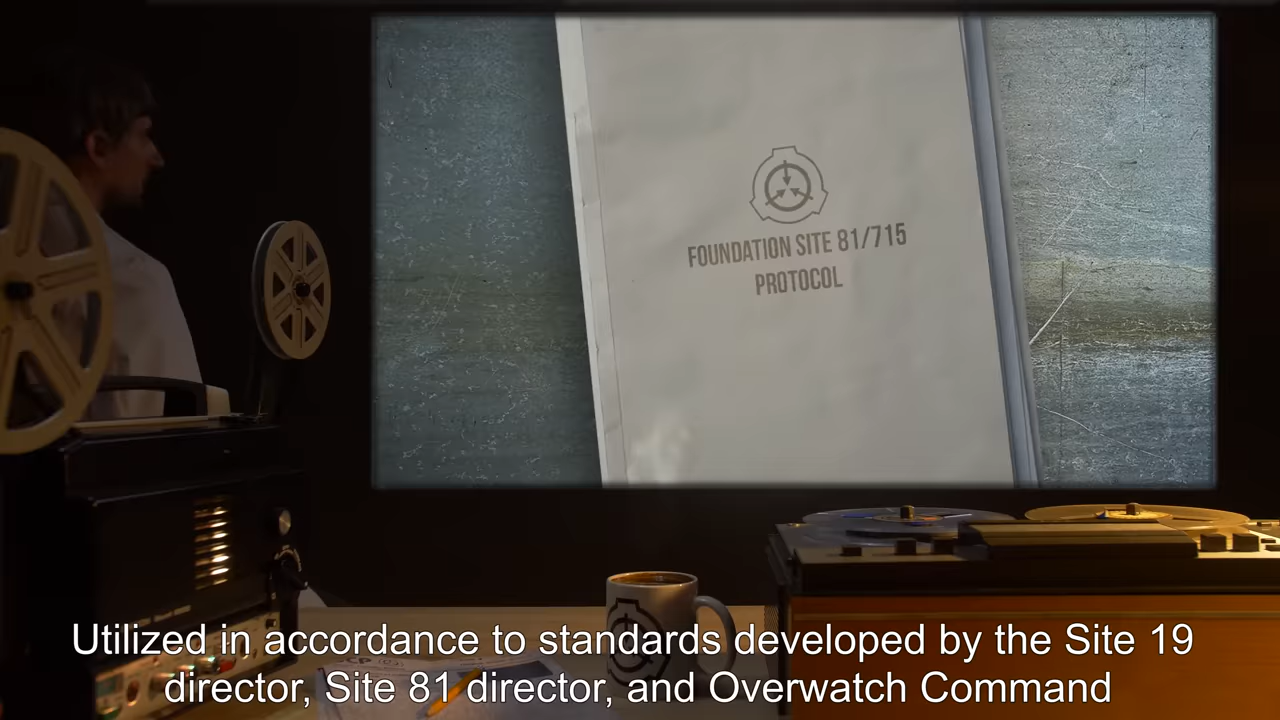 FOUNDATION SITE 81/715
PROTOCOL
SCP
Utilized in accordance to standards developed by the Site 19
director, Site 81 director, and Overwatch Command